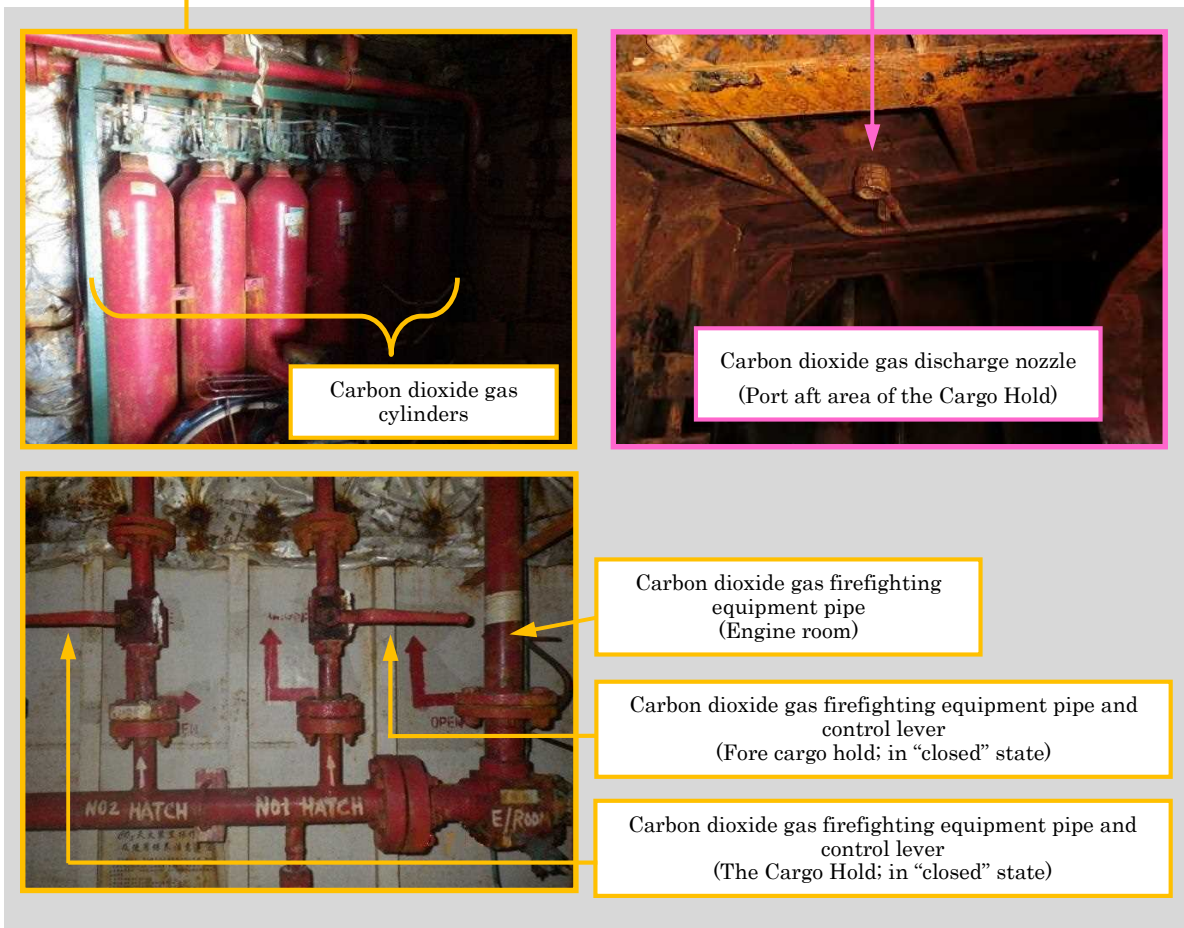 Carbon dioxide gas
cylinders
Carbon dioxide gas discharge nozzle
(Port aft area of the Cargo Hold)
Carbon dioxide gas firefighting
equipment pipe
(Engine room)
OPEN
Carbon dioxide gas firefighting equipment pipe and
control lever
(Fore cargo hold; in “closed” state)
NO2 HATCH
NO1 HATCH
E/ROOM
Carbon dioxide gas firefighting equipment pipe and
control lever
(The Cargo Hold; in “closed” state)